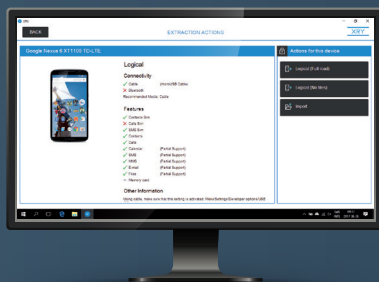 BACK
EXTRACTION ACTIONS
XRY
Google Nexus 6 XT1100 TD-LTE
Actions for this device
Logical
Connectivity
Cable
Recommended Media: Cable
Features
Contacts Sim
Calls Sim
SMS Sim
Contacts
Calls
Calendar (Partial Support)
SMS (Partial Support)
MMS (Partial Support)
E-mail (Partial Support)
Files (Partial Support)
Memory card
Other Information
Logical (Full read)
Logical (No files)
Import